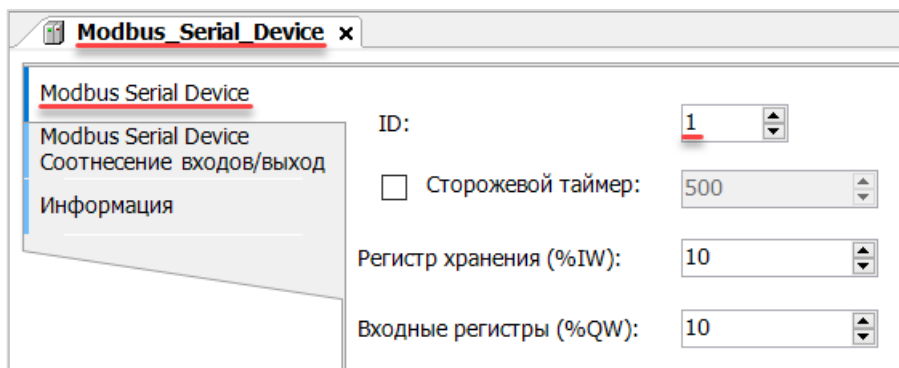 Modbus_Serial_Device x
Modbus Serial Device
Modbus Serial Device
Соотнесение входов/выход
Информация
ID: 1
Сторожевой таймер: 500
Регистр хранения (%IW): 10
Входные регистры (%QW): 10